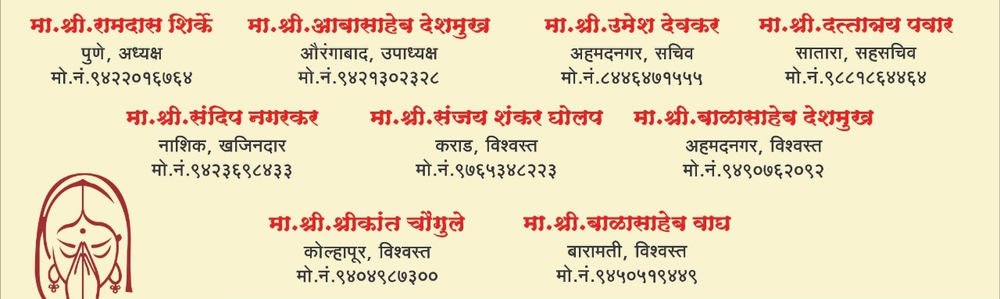 मा.श्री.रामदास शिर्के मा.श्री.आबासाहेब देशमुख मा.श्री.उमेश देवकर मा.श्री.दत्तात्रय पवार
पुणे, अध्यक्ष औरंगाबाद, उपाध्यक्ष अहमदनगर, सचिव सातारा, सहसचिव
मो.नं.९४२२०१६७६४ मो.नं.९४२१३०२३२८ मो.नं.८४४६४७१५५५ मो.नं.९८८१८६४४६४
मा.श्री.संदिप नगरकर मा.श्री.संजय शंकर घोलप मा.श्री.बाळासाहेब देशमुख
नाशिक, खजिनदार कराड, विश्वस्त अहमदनगर, विश्वस्त
मो.नं.९४२३६९८४३३ मो.नं.९७६५३४८२२३ मो.नं.९४९०७६२०९२
मा.श्री.श्रीकांत चौगुले मा.श्री.बाळासाहेब वाघ
कोल्हापूर, विश्वस्त बारामती, विश्वस्त
मो.नं.९४०४९८७३०० मो.नं.९४५०५१९४४९